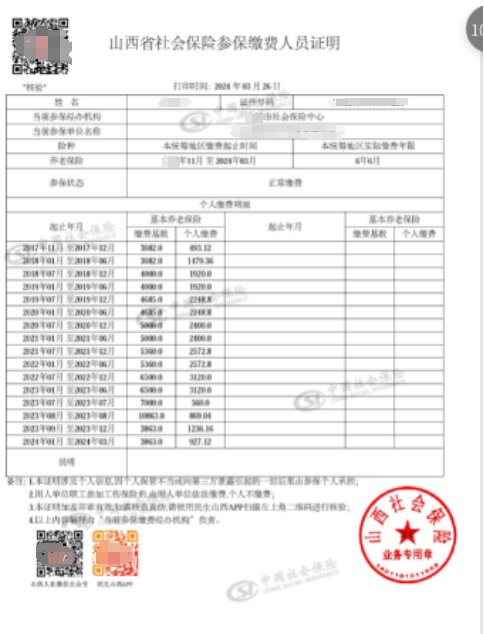 山西省社会保险参保缴费人员证明
"核验"
打印时间: 2024 年 03 月 26 日
姓 名 证件号码
当前参保经办机构 市社会保险中心
当前参保单位名称
险种 本统筹地区缴费起止时间 本统筹地区实际缴费年限
养老保险 年11月 至 2024年03月 6年6月
参保状态 正常缴费
个人缴费明细
起止年月 基本养老保险 起止年月 基本养老保险
缴费基数 个人缴费 缴费基数 个人缴费
2017年11月 至2017年12月 3082.0 493.12
2018年01月 至2018年06月 3082.0 1479.36
2018年07月 至2018年12月 4000.0 1920.0
2019年01月 至2019年06月 4000.0 1920.0
2019年07月 至2019年12月 4685.0 2248.8
2020年01月 至2020年06月 4685.0 2248.8
2020年07月 至2020年12月 5000.0 2400.0
2021年01月 至2021年06月 5000.0 2400.0
2021年07月 至2021年12月 5360.0 2572.8
2022年01月 至2022年06月 5360.0 2572.8
2022年07月 至2022年12月 6500.0 3120.0
2023年01月 至2023年06月 6500.0 3120.0
2023年07月 至2023年07月 7000.0 560.0
2023年08月 至2023年08月 10863.0 869.04
2023年09月 至2023年12月 3863.0 1236.16
2024年01月 至2024年03月 3863.0 927.12
说明
备注: 1.本证明涉及个人信息,因个人保管不当或向第三方泄露引起的一切后果由参保个人承担;
2.用人单位职工参加工伤保险的,由用人单位依法缴费,个人不缴费;
3.本证明加盖印章有效,如需核查真伪,请使用民生山西APP扫描左上角二维码进行核验;
4.以上内容解释由"当前参保缴费经办机构"负责。
山西人社微信公众号 民生山西APP
山西社会保险
业务专用章
中国社会保险
CHINA SOCIAL INSURANCE
10